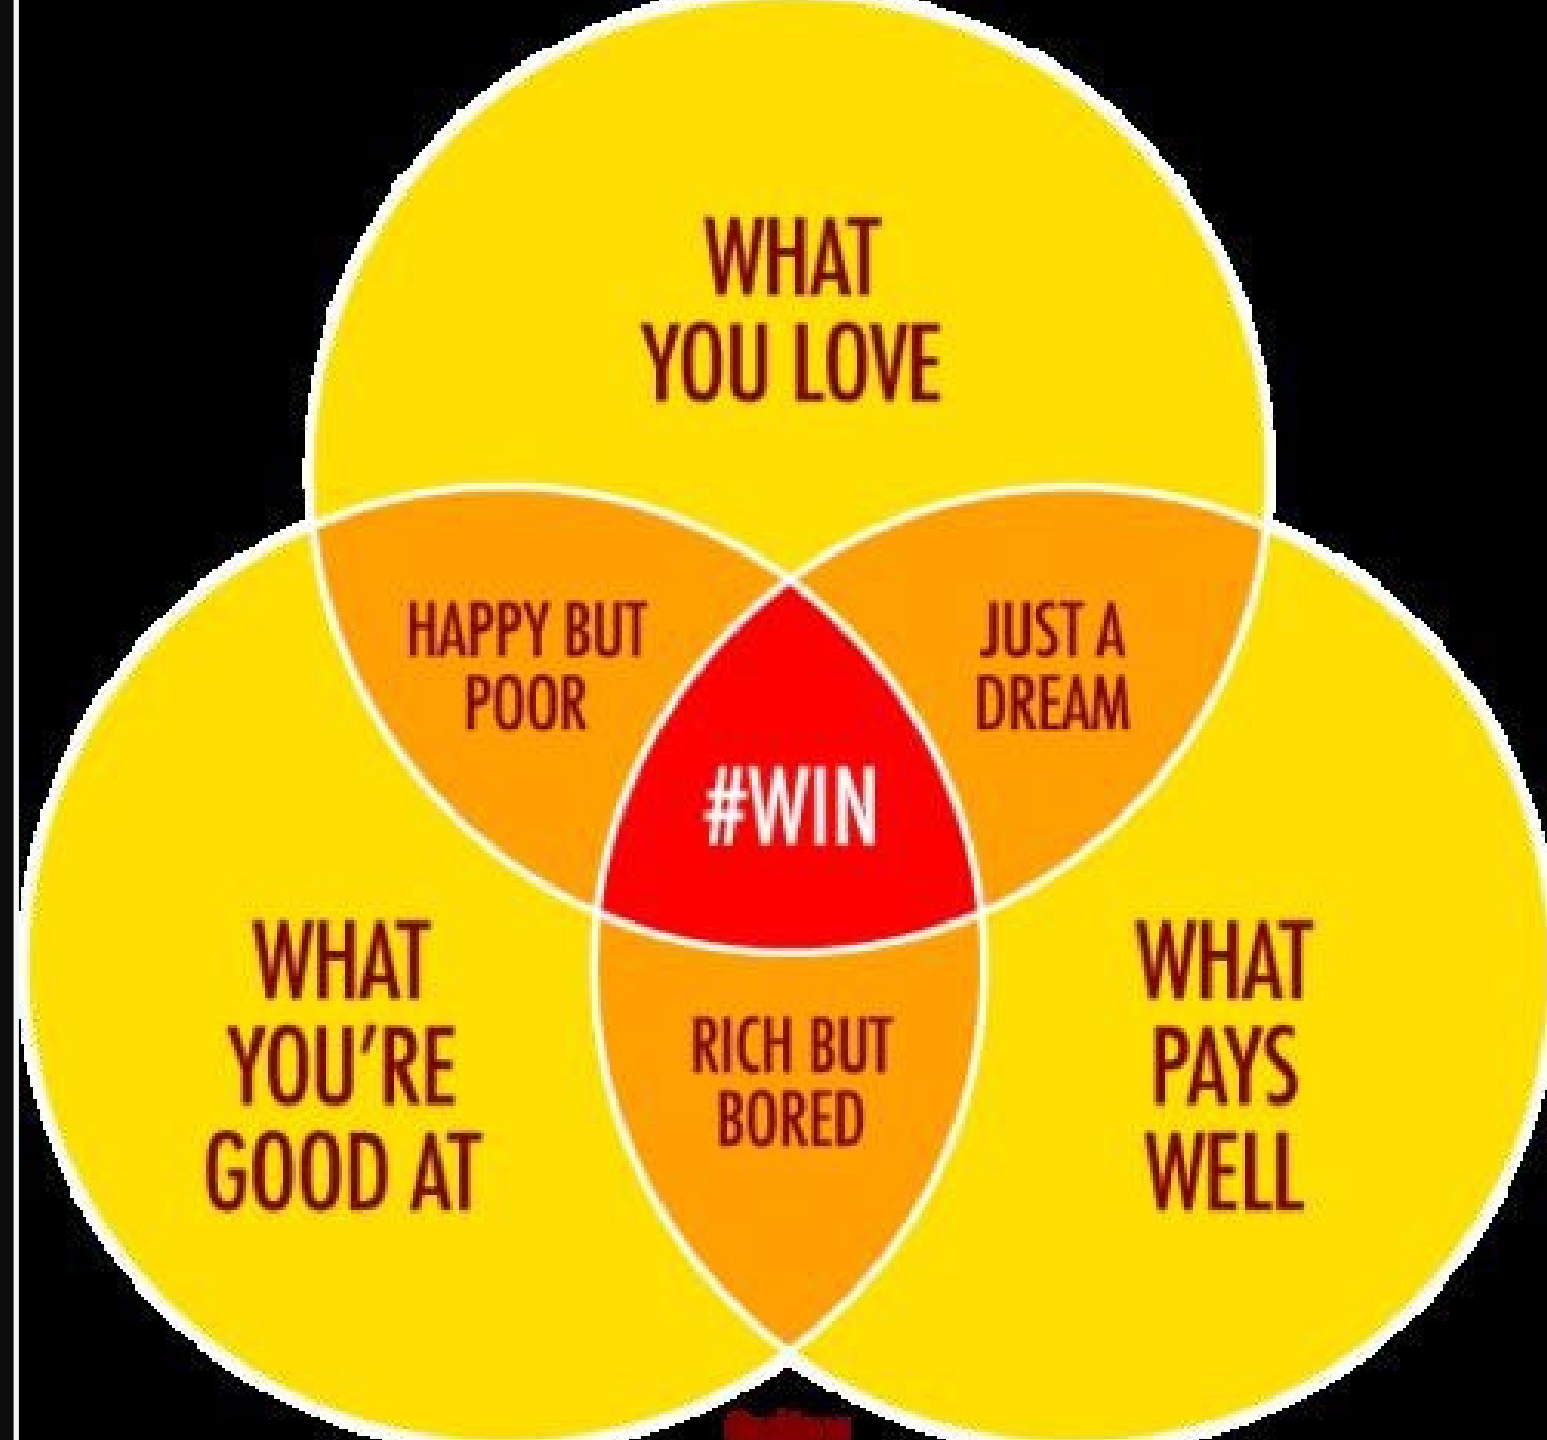 WHAT
YOU LOVE
HAPPY BUT
POOR
JUST A
DREAM
#WIN
WHAT
YOU'RE
GOOD AT
RICH BUT
BORED
WHAT
PAYS
WELL